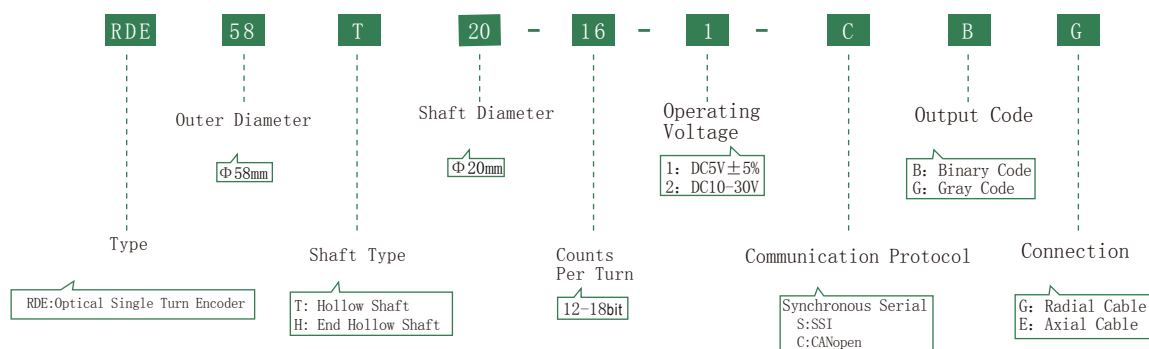 RDE 58 T 20 - 16 - 1 - C B G
Outer Diameter
Φ58mm
Shaft Diameter
Φ20mm
Operating
Voltage
1: DC5V±5%
2: DC10-30V
Output Code
B: Binary Code
G: Gray Code
Type
RDE:Optical Single Turn Encoder
Shaft Type
T: Hollow Shaft
H: End Hollow Shaft
Counts
Per Turn
12-18bit
Communication Protocol
Synchronous Serial
S:SSI
C:CANopen
Connection
G: Radial Cable
E: Axial Cable